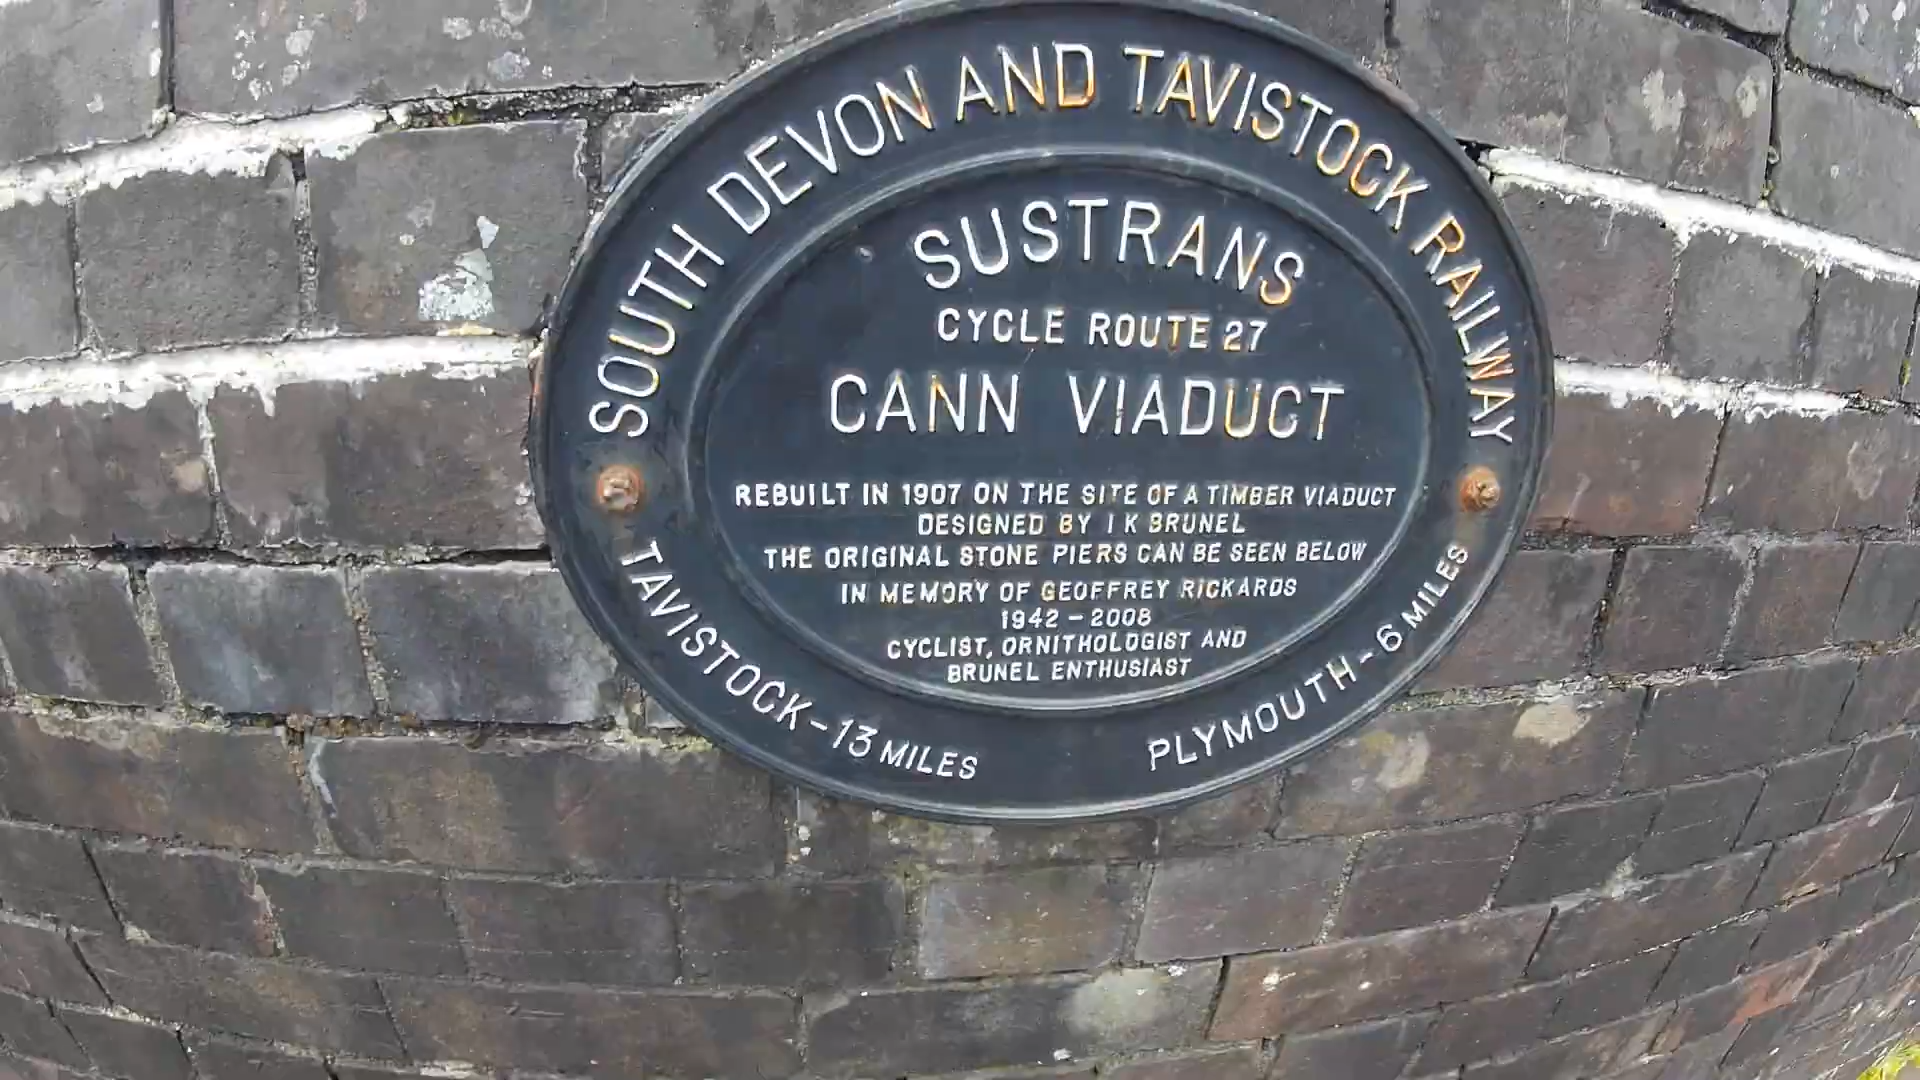 SOUTH DEVON AND TAVISTOCK RAILWAY
SUSTRANS
CYCLE ROUTE 27
CANN VIADUCT
REBUILT IN 1907 ON THE SITE OF A TIMBER VIADUCT
DESIGNED BY I K BRUNEL
THE ORIGINAL STONE PIERS CAN BE SEEN BELOW
IN MEMORY OF GEOFFREY RICKARDS
1942 - 2008
CYCLIST, ORNITHOLOGIST AND
BRUNEL ENTHUSIAST
TAVISTOCK - 13 MILES
PLYMOUTH - 6 MILES